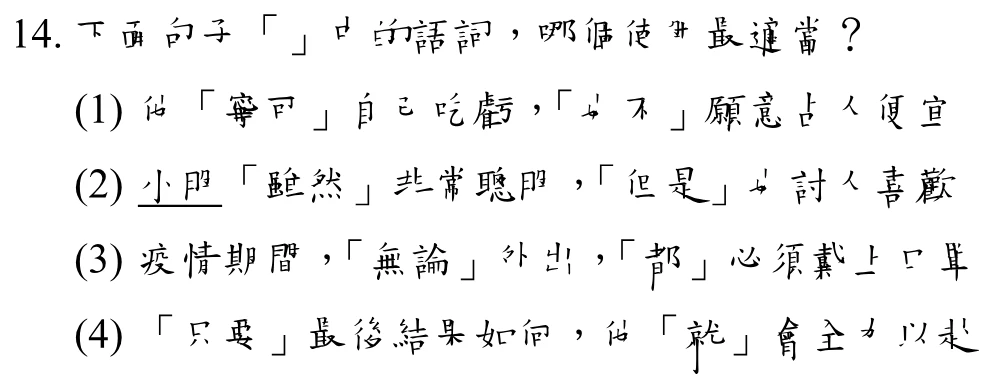 14. 下面句子「」中的語詞，哪個使用最適當？
(1) 他「寧可」自己吃虧，「也不」願意占人便宜
(2) 小明「雖然」非常聰明，「但是」也討人喜歡
(3) 疫情期間，「無論」外出，「都」必須戴上口罩
(4) 「只要」最後結果如何，他「就」會全力以赴